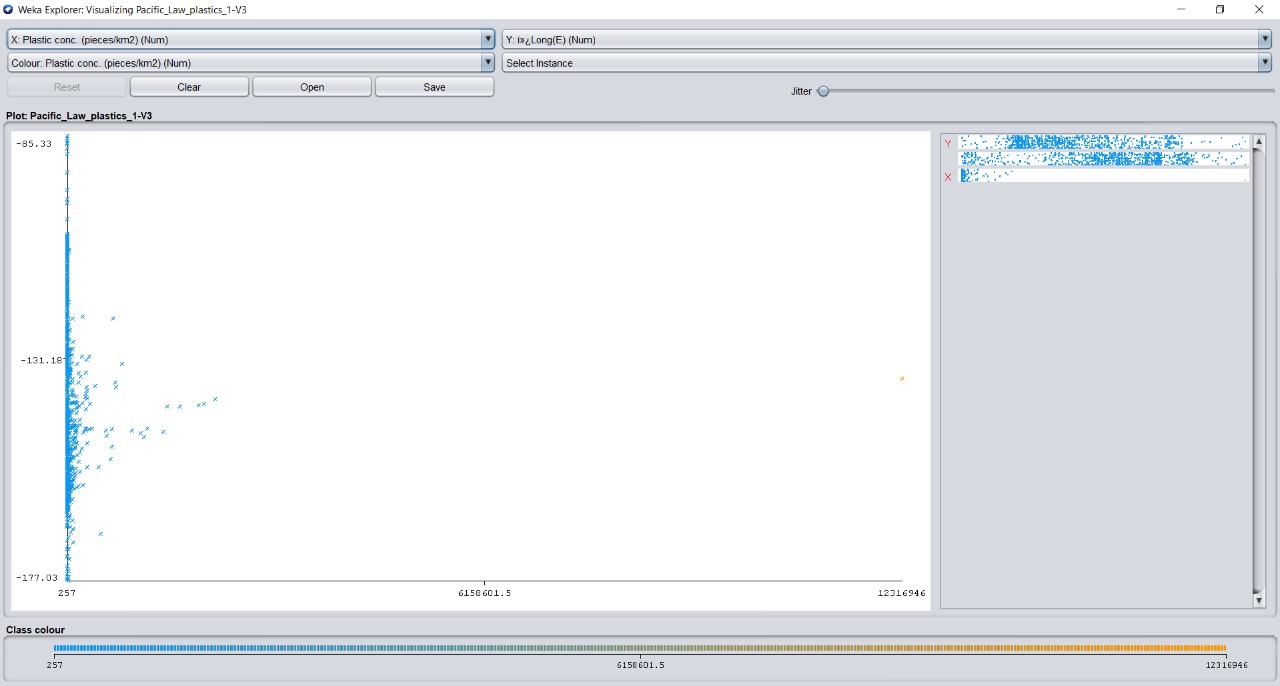 Weka Explorer: Visualizing Pacific_Law_plastics_1-V3
X: Plastic conc. (pieces/km2) (Num)
Y: ï»¿Long(E) (Num)
Colour: Plastic conc. (pieces/km2) (Num)
Select Instance
Reset
Clear
Open
Save
Jitter
Plot: Pacific_Law_plastics_1-V3
-85.33
-131.18
-177.03
257
6158601.5
12316946
Y
X
Class colour
257
6158601.5
12316946